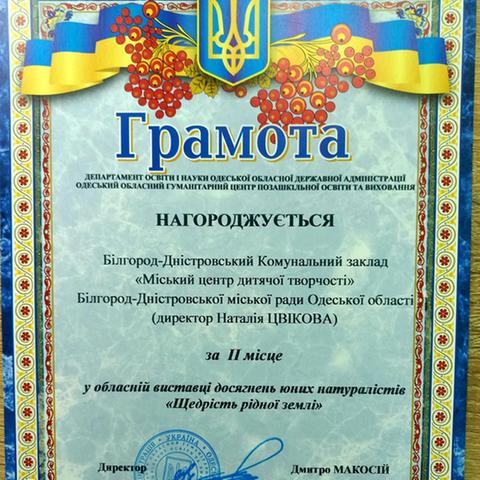 Грамота
ДЕПАРТАМЕНТ ОСВІТИ І НАУКИ ОДЕСЬКОЇ ОБЛАСНОЇ ДЕРЖАВНОЇ АДМІНІСТРАЦІЇ
ОДЕСЬКИЙ ОБЛАСНИЙ ГУМАНІТАРНИЙ ЦЕНТР ПОЗАШКІЛЬНОЇ ОСВІТИ ТА ВИХОВАННЯ
НАГОРОДЖУЄТЬСЯ
Білгород-Дністровський Комунальний заклад
«Міський центр дитячої творчості»
Білгород-Дністровської міської ради Одеської області
(директор Наталія ЦВІКОВА)
за ІІ місце
у обласній виставці досягнень юних натуралістів
«Щедрість рідної землі»
УКРАЇНА
Директор
Дмитро МАКОСІЙ